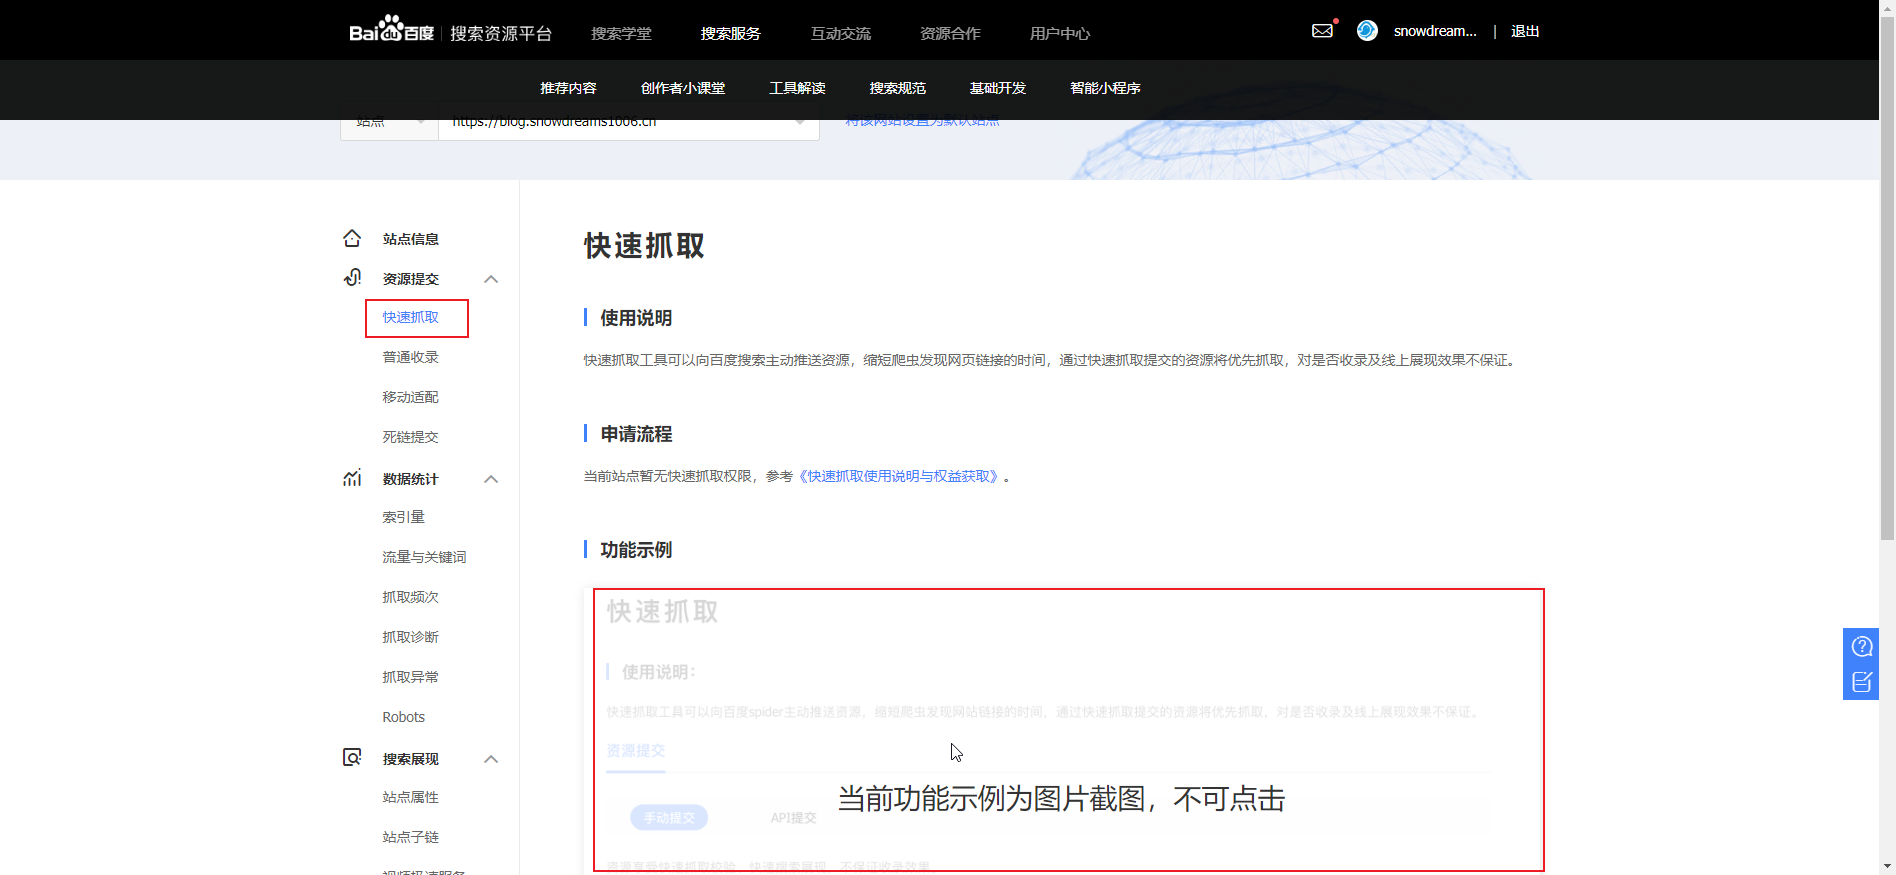 Bai du 百度 | 搜索资源平台 搜索学堂 搜索服务 互动交流 资源合作 用户中心 snowdream... | 退出
推荐内容 创作者小课堂 工具解读 搜索规范 基础开发 智能小程序
站点 https://blog.snowdreams1006.cn 将该网站设置为默认站点
站点信息
资源提交
快速抓取
普通收录
移动适配
死链提交
数据统计
索引量
流量与关键词
抓取频次
抓取诊断
抓取异常
Robots
搜索展现
站点属性
站点子链
快速抓取
使用说明
快速抓取工具可以向百度搜索主动推送资源，缩短爬虫发现网页链接的时间，通过快速抓取提交的资源将优先抓取，对是否收录及线上展现效果不保证。
申请流程
当前站点暂无快速抓取权限，参考《快速抓取使用说明与权益获取》。
功能示例
快速抓取
使用说明：
快速抓取工具可以向百度spider主动推送资源，缩短爬虫发现网站链接的时间，通过快速抓取提交的资源将优先抓取，对是否收录及线上展现效果不保证。
资源提交
当前功能示例为图片截图，不可点击
手动提交 API提交